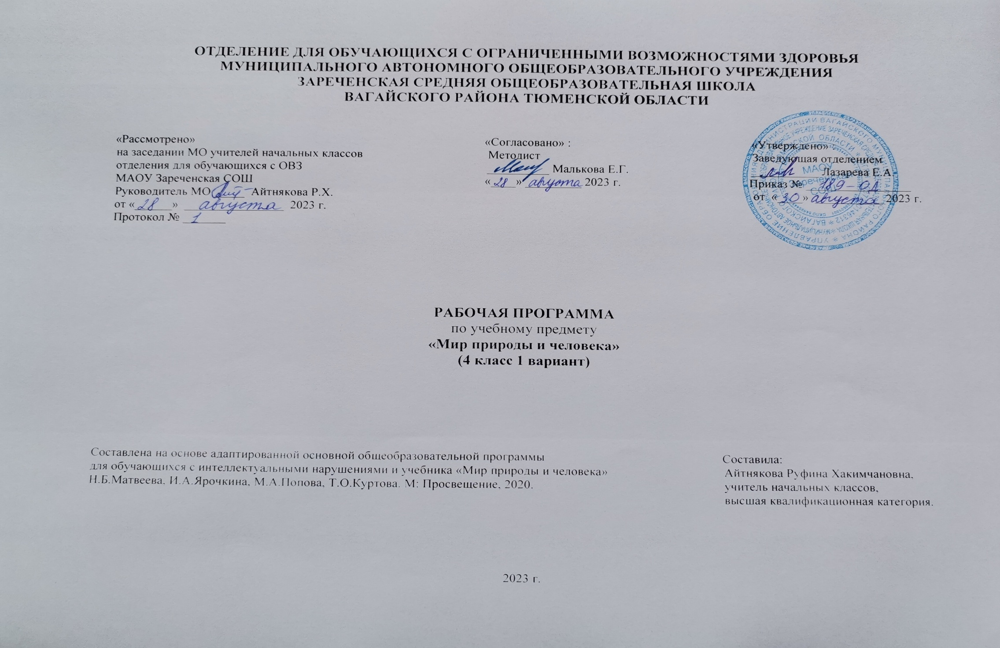 ОТДЕЛЕНИЕ ДЛЯ ОБУЧАЮЩИХСЯ С ОГРАНИЧЕННЫМИ ВОЗМОЖНОСТЯМИ ЗДОРОВЬЯ
МУНИЦИПАЛЬНОГО АВТОНОМНОГО ОБЩЕОБРАЗОВАТЕЛЬНОГО УЧРЕЖДЕНИЯ
ЗАРЕЧЕНСКАЯ СРЕДНЯЯ ОБЩЕОБРАЗОВАТЕЛЬНАЯ ШКОЛА
ВАГАЙСКОГО РАЙОНА ТЮМЕНСКОЙ ОБЛАСТИ
«Рассмотрено»
на заседании МО учителей начальных классов
отделения для обучающихся с ОВЗ
МАОУ Зареченская СОШ
Руководитель МО Айтнякова Р.Х.
от «28» августа 2023 г.
Протокол № 1
«Согласовано» :
Методист
Малькова Е.Г.
«28» августа 2023 г.
«Утверждено» :
Заведующая отделением
Лазарева Е.А.
Приказ № 189-ОД
от «30» августа 2023 г.
МАОУ
Зареченская
СОШ
РАБОЧАЯ ПРОГРАММА
по учебному предмету
«Мир природы и человека»
(4 класс 1 вариант)
Составлена на основе адаптированной основной общеобразовательной программы
для обучающихся с интеллектуальными нарушениями и учебника «Мир природы и человека»
Н.Б.Матвеева, И.А.Ярочкина, М.А.Попова, Т.О.Куртова. М: Просвещение, 2020.
Составила:
Айтнякова Руфина Хакимчановна,
учитель начальных классов,
высшая квалификационная категория.
2023 г.